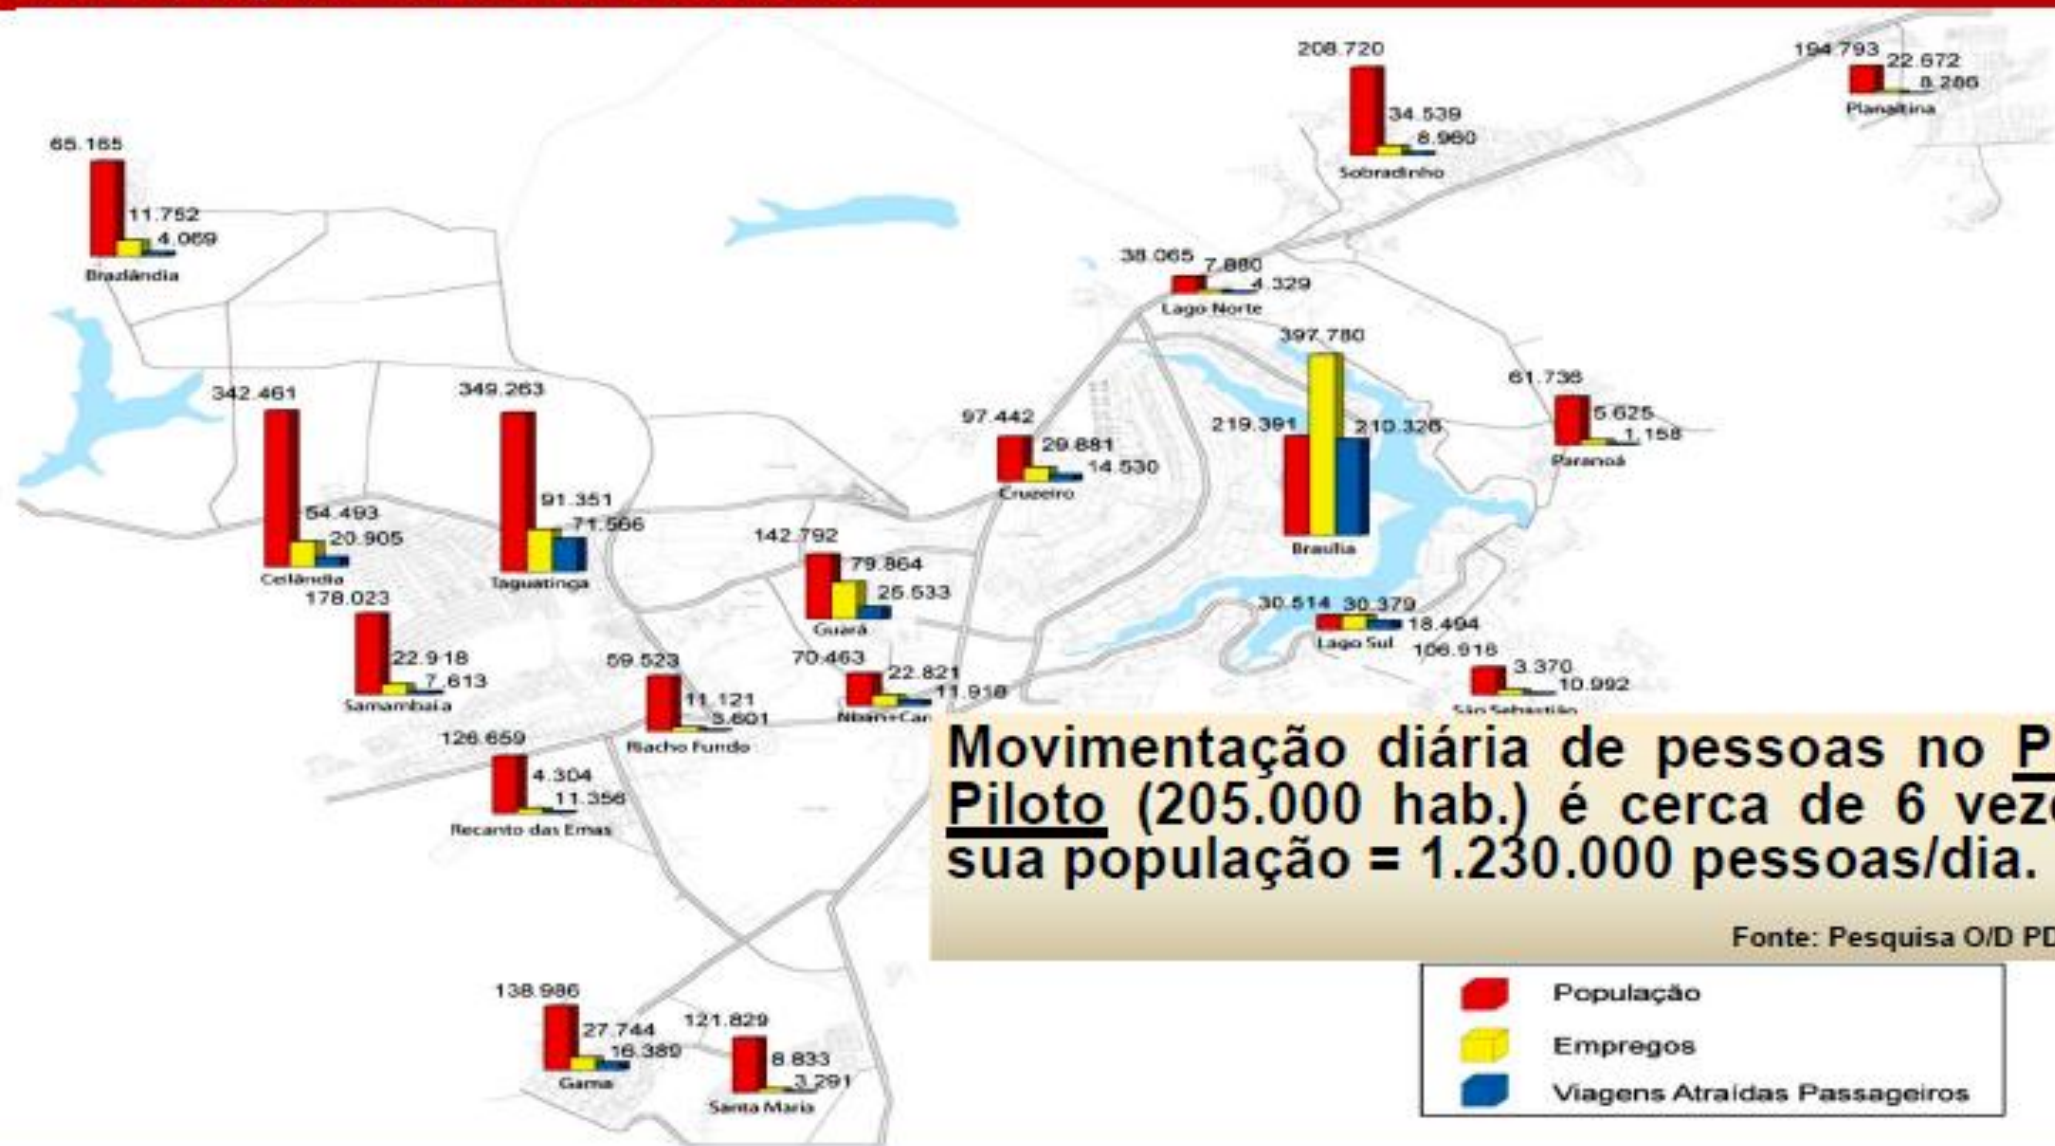 208.720
34.539
8.960
Sobradinho
194.793
22.672
8.286
Planaltina
65.165
11.752
4.069
Brazlândia
38.065
7.880
4.329
Lago Norte
397.780
219.391
210.326
Brasília
61.736
5.625
1.158
Paranoá
342.461
54.493
20.905
Ceilândia
349.263
91.351
71.566
Taguatinga
97.442
29.881
14.530
Cruzeiro
142.792
79.864
25.533
Guará
178.023
22.918
7.613
Samambaia
59.523
11.121
3.601
Riacho Fundo
70.463
22.821
11.918
30.514 30.379
18.494
Lago Sul
106.916
3.370
10.992
São Sebastião
126.659
4.304
11.356
Recanto das Emas
Movimentação diária de pessoas no
Piloto (205.000 hab.) é cerca de 6
sua população = 1.230.000 pessoas/dia.
Fonte: Pesquisa O/D
138.986
27.744
16.389
Gama
121.829
8.833
3.291
Santa Maria
População
Empregos
Viagens Atraídas Passageiros